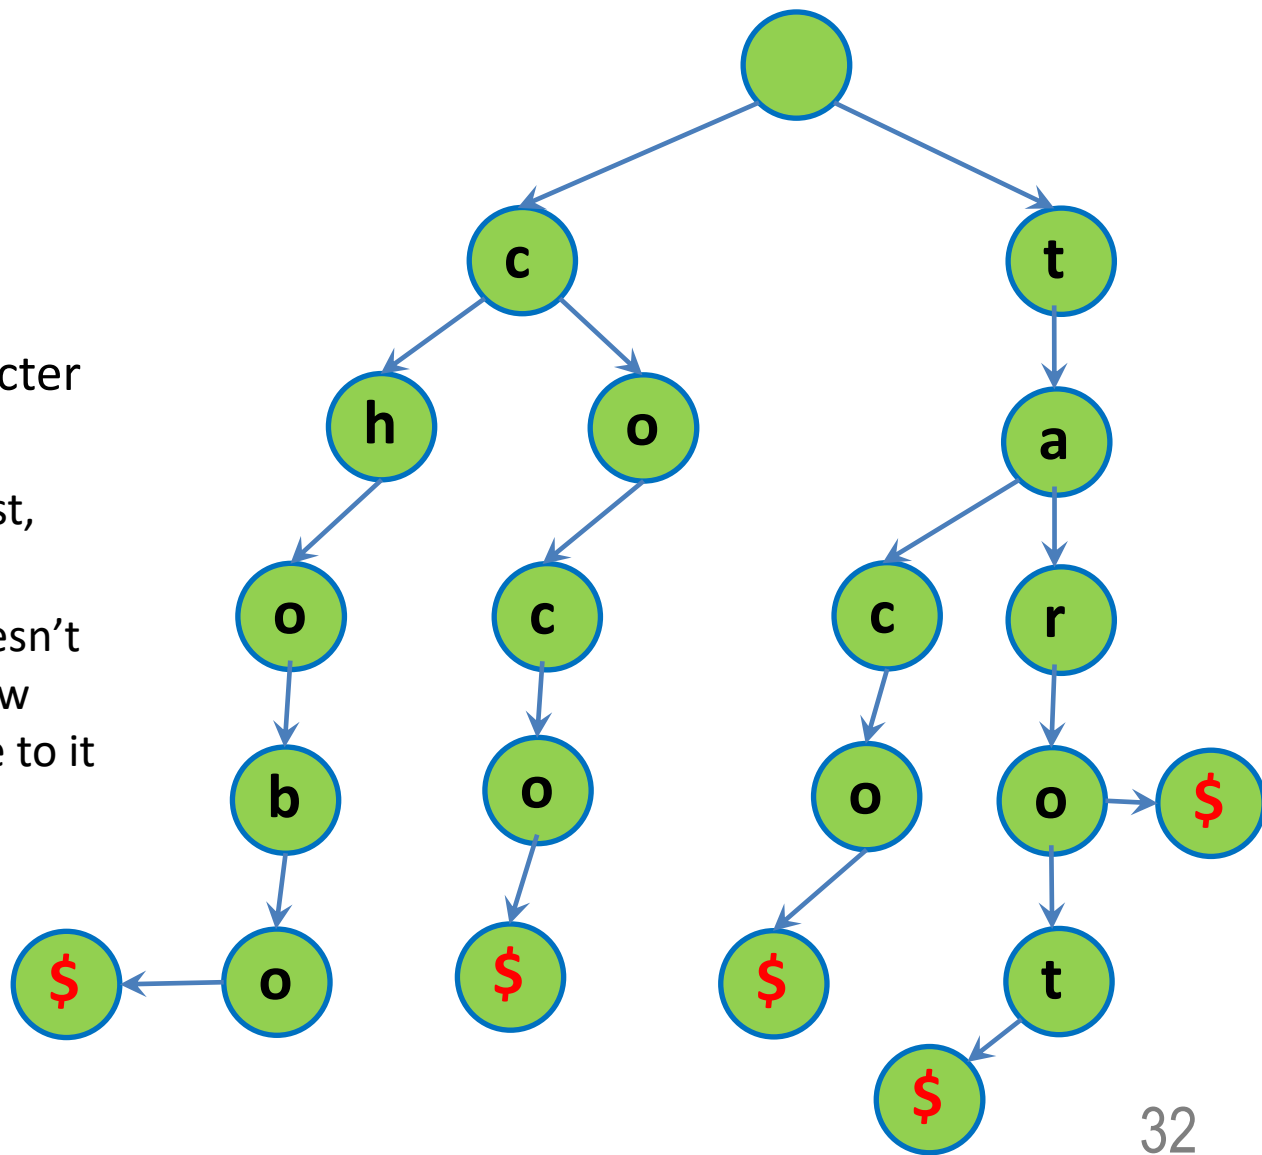 c t
cter
h o a
st,
o c c r
esn’t
w
e to it
b o o o $
$ o $ $ t
$
32